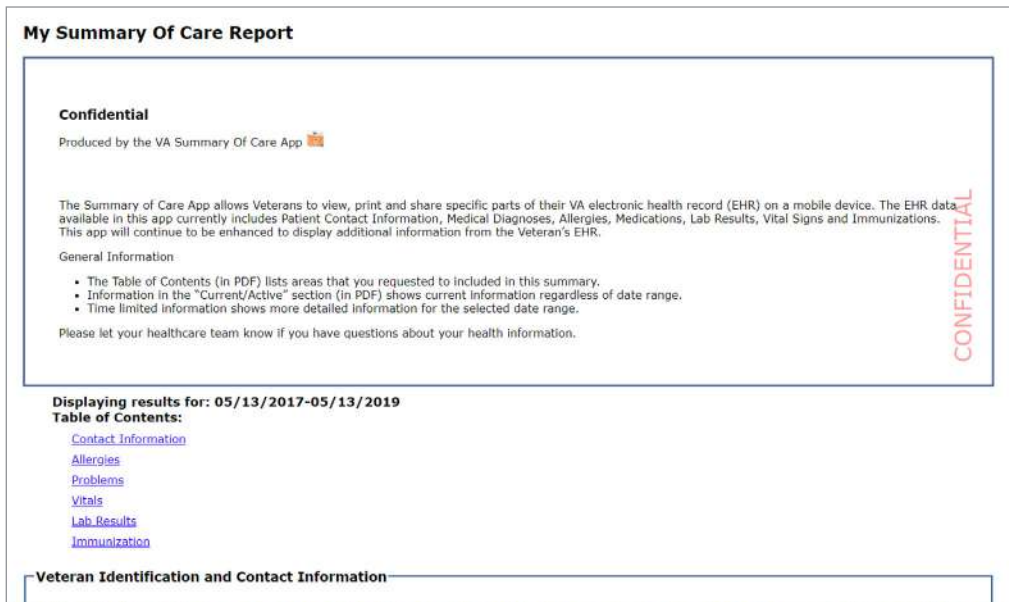 My Summary Of Care Report
Confidential
Produced by the VA Summary Of Care App
The Summary of Care App allows Veterans to view, print and share specific parts of their VA electronic health record (EHR) on a mobile device. The EHR data
available in this app currently includes Patient Contact Information, Medical Diagnoses, Allergies, Medications, Lab Results, Vital Signs and Immunizations.
This app will continue to be enhanced to display additional information from the Veteran's EHR.
General Information
• The Table of Contents (in PDF) lists areas that you requested to included in this summary.
• Information in the "Current/Active" section (in PDF) shows current information regardless of date range.
• Time limited information shows more detailed information for the selected date range.
Please let your healthcare team know if you have questions about your health information.
CONFIDENTIAL
Displaying results for: 05/13/2017-05/13/2019
Table of Contents:
Contact Information
Allergies
Problems
Vitals
Lab Results
Immunization
Veteran Identification and Contact Information